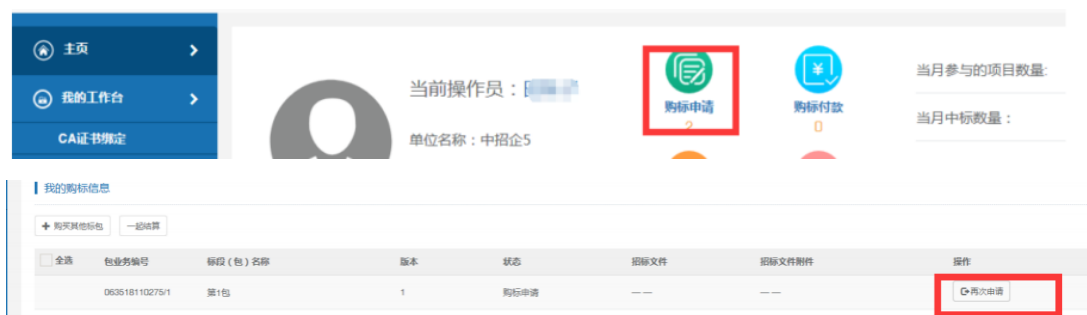 主页
我的工作台
CA证书绑定
当前操作员：
单位名称：中招企5
购标申请
2
购标付款
0
当月参与的项目数量:
当月中标数量：
我的购标信息
+ 购买其他标包 一起结算
全选 包业务编号 标段（包）名称 版本 状态 招标文件 招标文件附件 操作
063518110275/1 第1包 1 购标申请 —— —— 再次申请